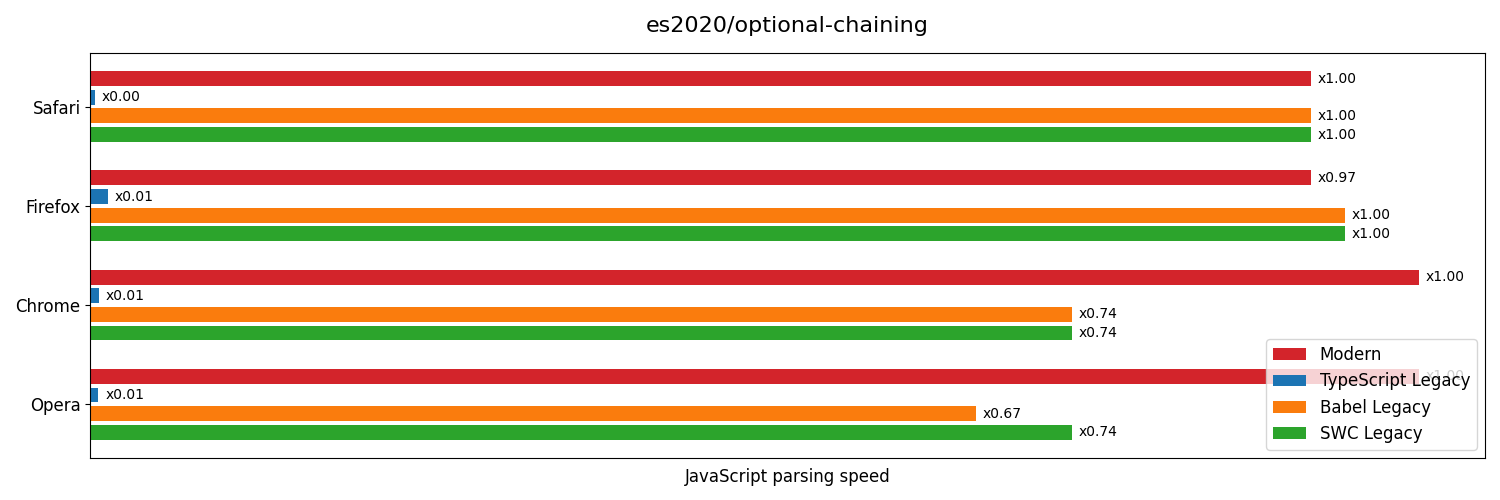 es2020/optional-chaining
Safari
x1.00
x0.00
x1.00
x1.00
Firefox
x0.97
x0.01
x1.00
x1.00
Chrome
x1.00
x0.01
x0.74
x0.74
Opera
x1.00
x0.01
x0.67
x0.74
Modern
TypeScript Legacy
Babel Legacy
SWC Legacy
JavaScript parsing speed